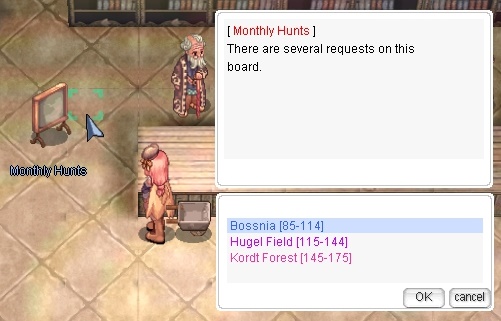 [ Monthly Hunts ]
There are several requests on this
board.
Monthly Hunts
Bossnia [85-114]
Hugel Field [115-144]
Kordt Forest [145-175]
OK
cancel